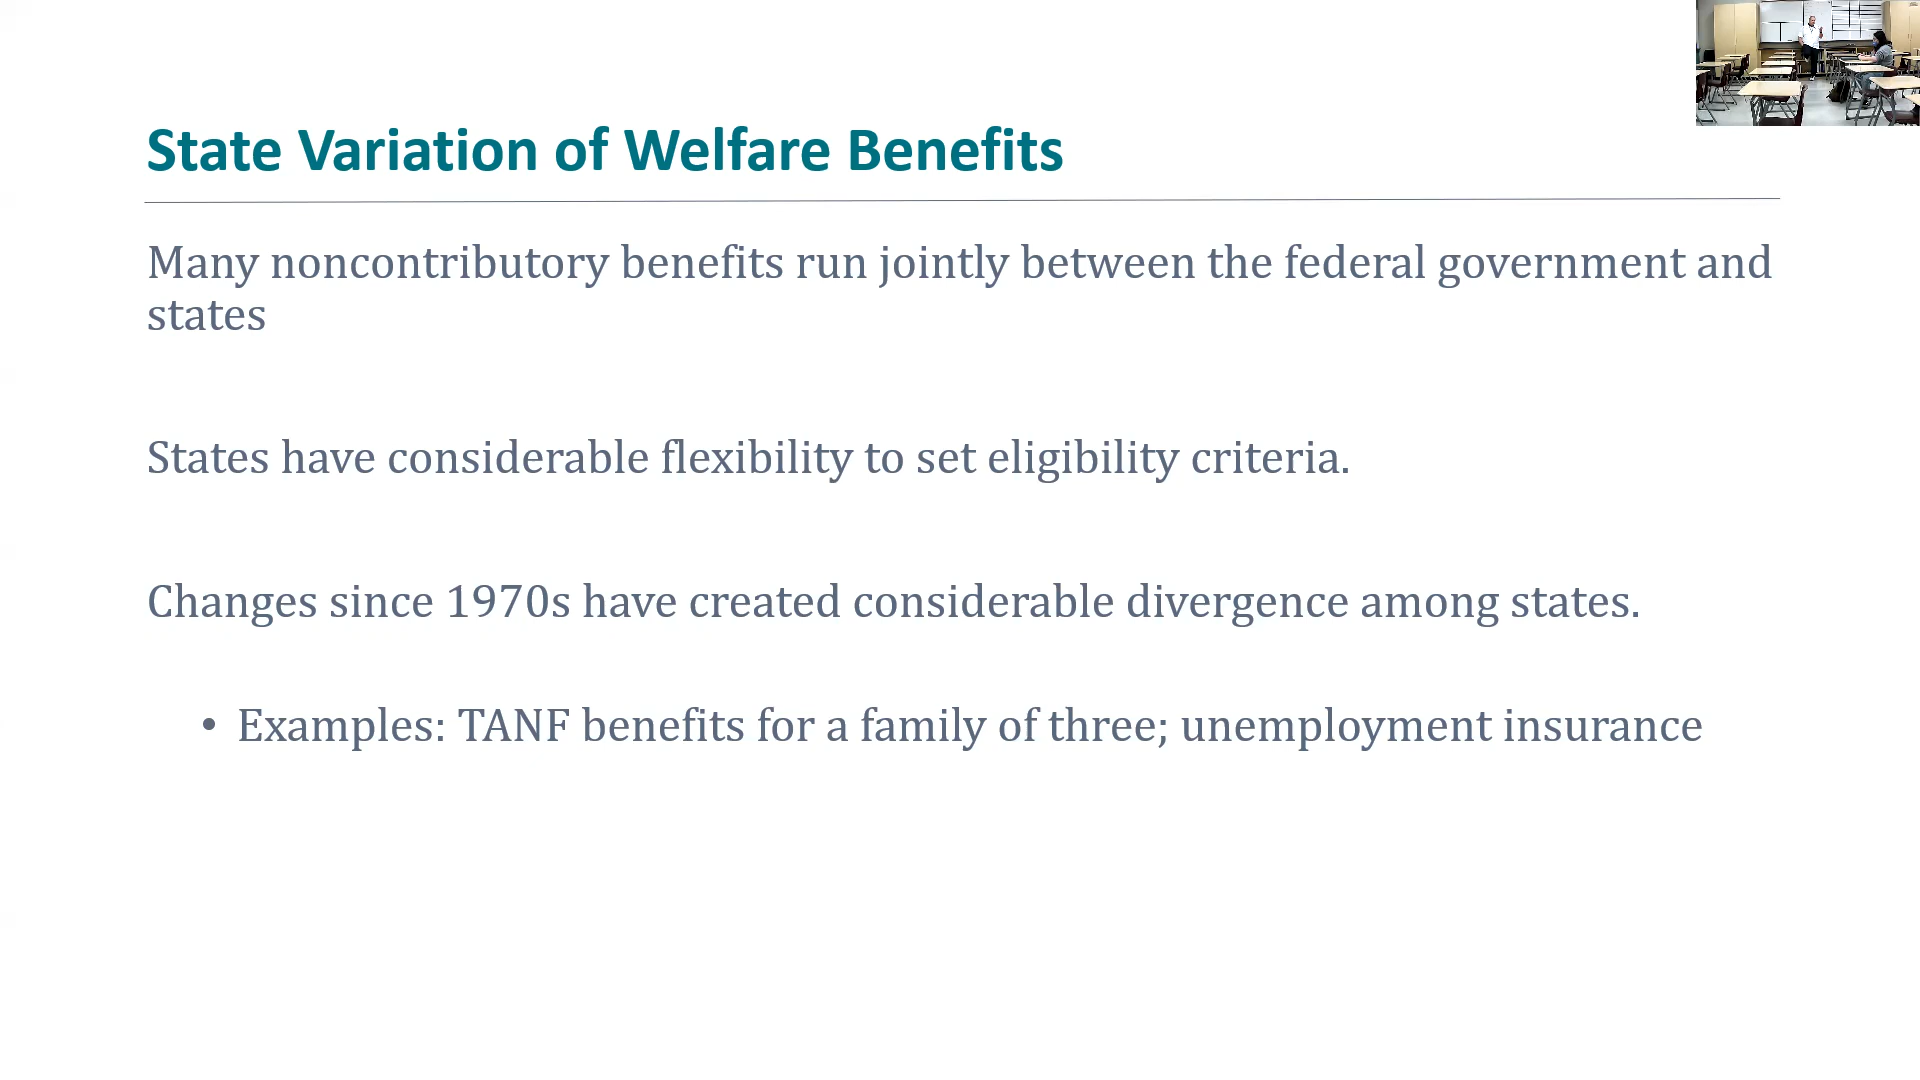 State Variation of Welfare Benefits
Many noncontributory benefits run jointly between the federal government and
states
States have considerable flexibility to set eligibility criteria.
Changes since 1970s have created considerable divergence among states.
• Examples: TANF benefits for a family of three; unemployment insurance